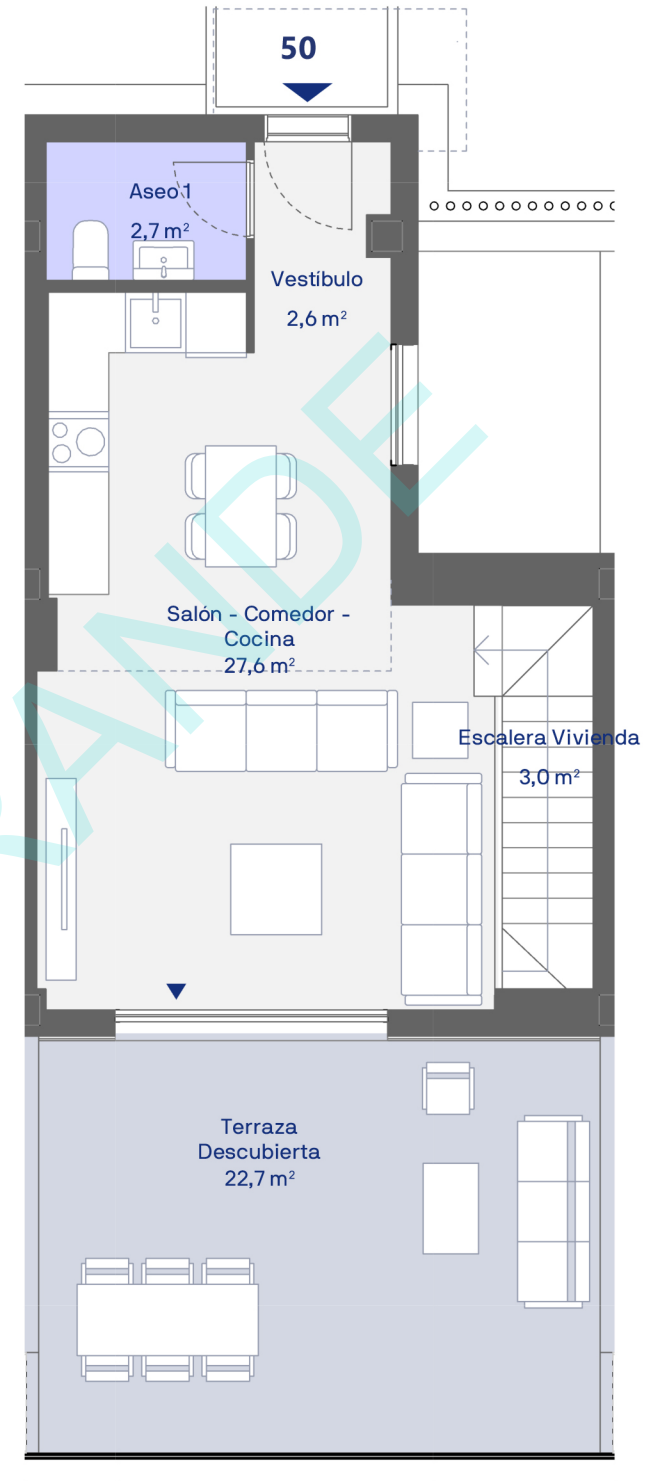 50
Aseo 1
2,7 m²
Vestíbulo
2,6 m²
Salón - Comedor -
Cocina
27,6 m²
Escalera Vivienda
3,0 m²
Terraza
Descubierta
22,7 m²